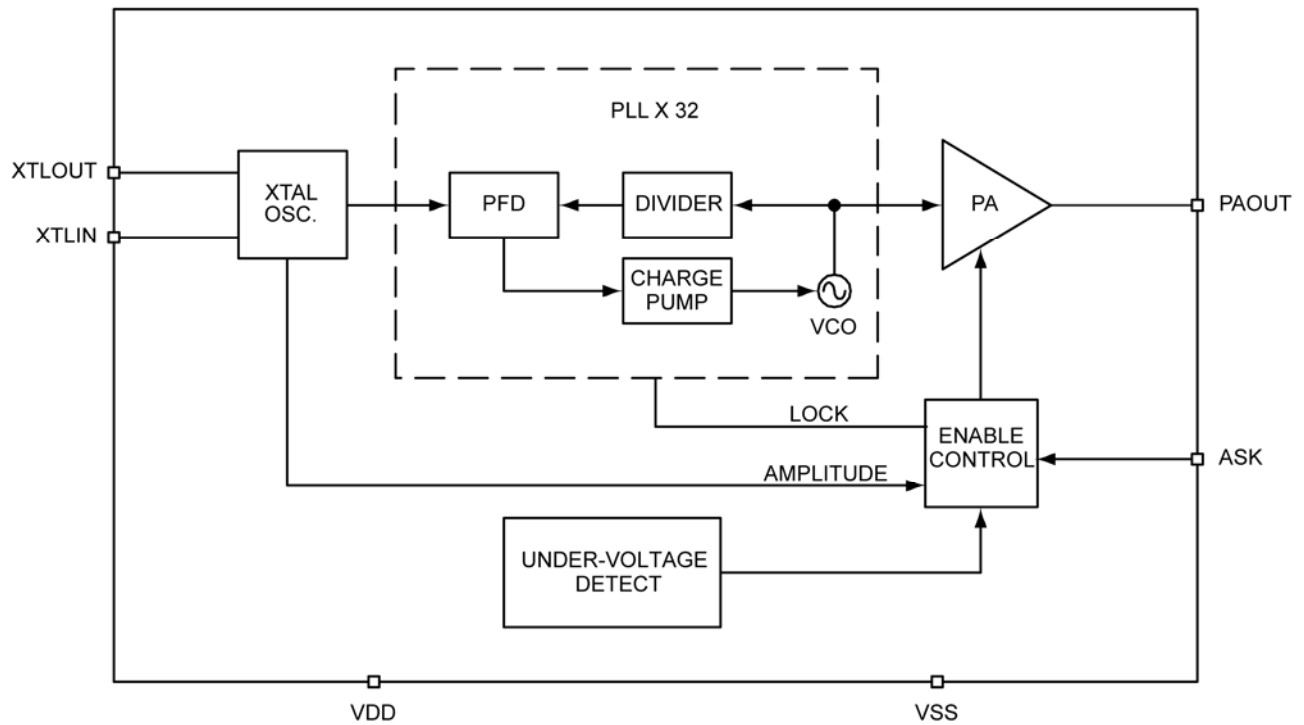 PLL X 32
XTLOUT
XTAL
OSC.
XTLIN
PFD
DIVIDER
PA
PAOUT
CHARGE
PUMP
VCO
LOCK
ENABLE
CONTROL
ASK
AMPLITUDE
UNDER-VOLTAGE
DETECT
VDD
VSS